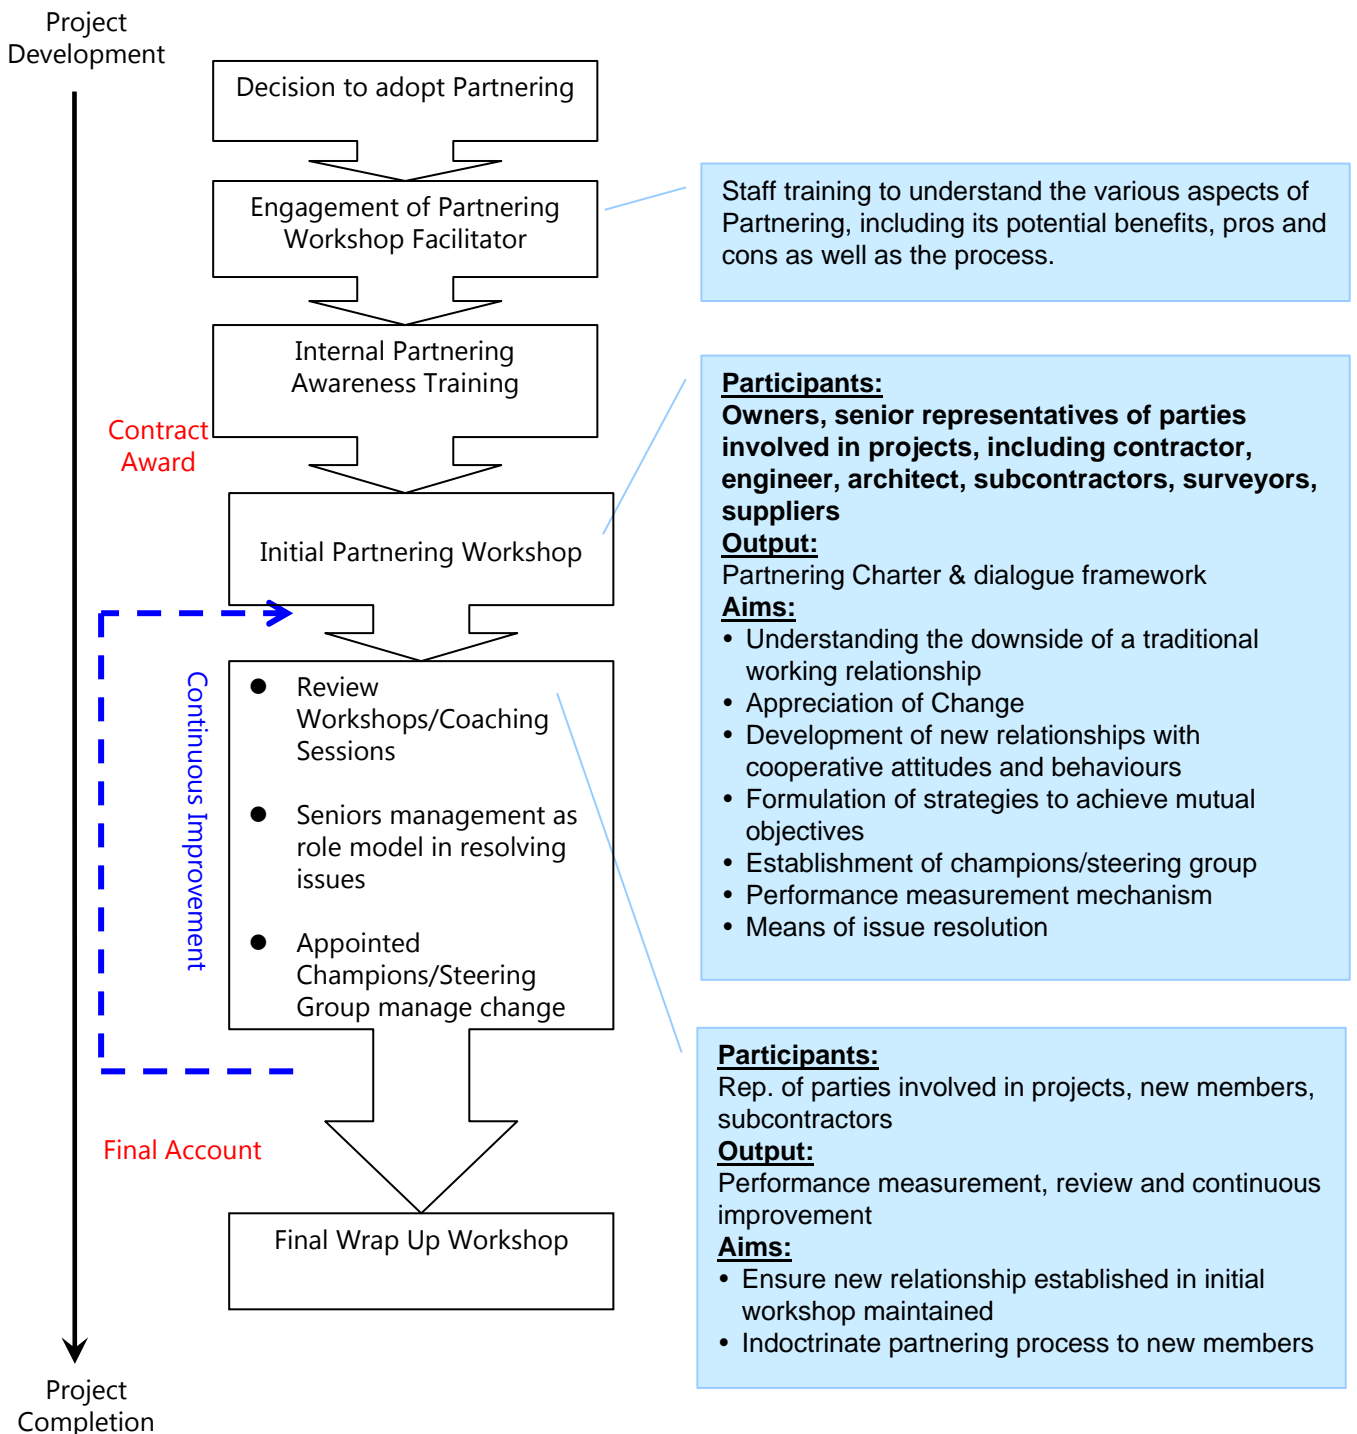 Project
Development
Decision to adopt Partnering
Engagement of Partnering
Workshop Facilitator
Staff training to understand the various aspects of
Partnering, including its potential benefits, pros and
cons as well as the process.
Internal Partnering
Awareness Training
Contract
Award
Initial Partnering Workshop
Participants:
Owners, senior representatives of parties
involved in projects, including contractor,
engineer, architect, subcontractors, surveyors,
suppliers
Output:
Partnering Charter & dialogue framework
Aims:
• Understanding the downside of a traditional
working relationship
• Appreciation of Change
• Development of new relationships with
cooperative attitudes and behaviours
• Formulation of strategies to achieve mutual
objectives
• Establishment of champions/steering group
• Performance measurement mechanism
• Means of issue resolution
Continuous Improvement
● Review
Workshops/Coaching
Sessions
● Seniors management as
role model in resolving
issues
● Appointed
Champions/Steering
Group manage change
Participants:
Rep. of parties involved in projects, new members,
subcontractors
Output:
Performance measurement, review and continuous
improvement
Aims:
• Ensure new relationship established in initial
workshop maintained
• Indoctrinate partnering process to new members
Final Account
Final Wrap Up Workshop
Project
Completion